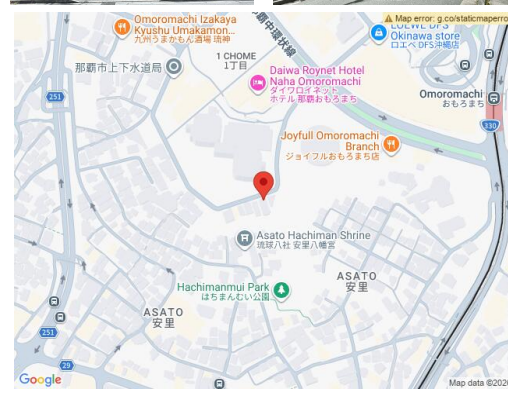 Omoromachi Izakaya
Kyushu Umakamon...
九州うまかもん酒場 琉神
那覇中環状線
Map error: g.co/staticmaperro
LOEWE DFS
Okinawa store
ロエベ DFS沖縄店
那覇市上下水道局
1 CHOME
1丁目
Daiwa Roynet Hotel
Naha Omoromachi
ダイワロイネット
ホテル 那覇おもろまち
251
Omoromachi
おもろまち
330
Joyfull Omoromachi
Branch
ジョイフルおもろまち店
Asato Hachiman Shrine
琉球八社 安里八幡宮
Hachimanmui Park
はちまんむい公園
ASATO
安里
ASATO
安里
251
29
Google
Map data ©2026